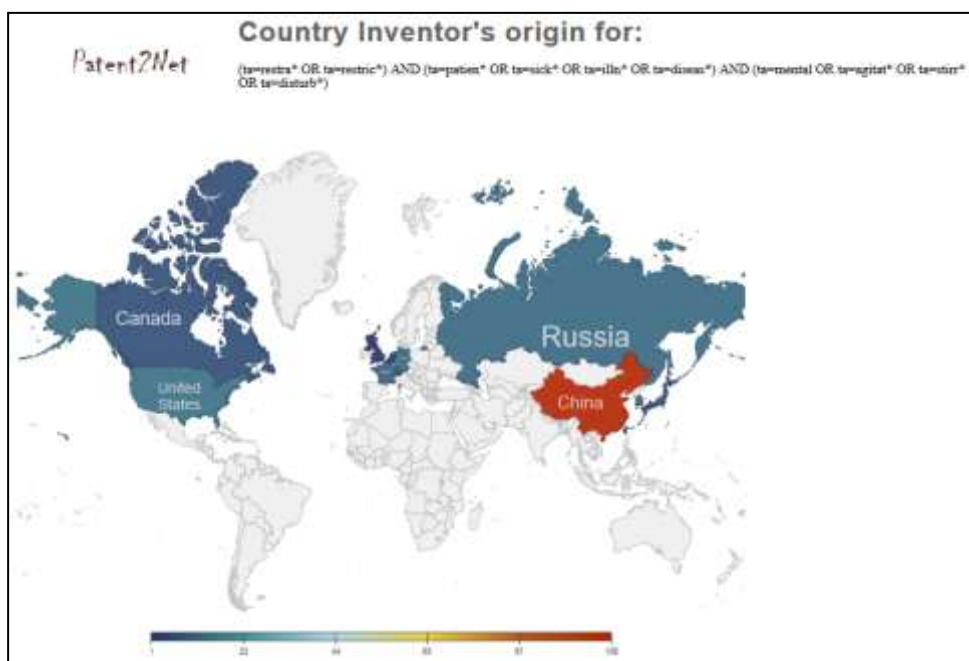 Country Inventor's origin for:
Patent2Net
(ta=restra* OR ta=restric*) AND (ta=patien* OR ta=sick* OR ta=illn* OR ta=diseas*) AND (ta=mental OR ta=agitat* OR ta=stirr*
OR ta=disturb*)
Canada
Russia
United
States
China
1